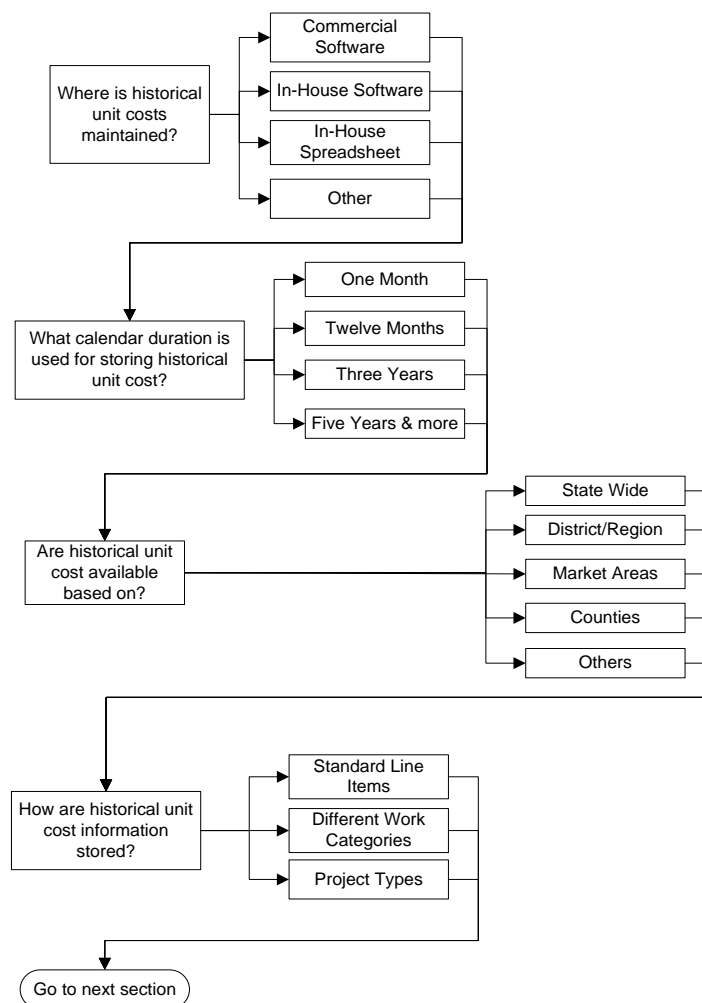 Commercial
Software
Where is historical
unit costs
maintained?
In-House Software
In-House
Spreadsheet
Other
One Month
What calendar duration is
used for storing historical
unit cost?
Twelve Months
Three Years
Five Years & more
State Wide
Are historical unit
cost available
based on?
District/Region
Market Areas
Counties
Others
Standard Line
Items
How are historical unit
cost information
stored?
Different Work
Categories
Project Types
Go to next section